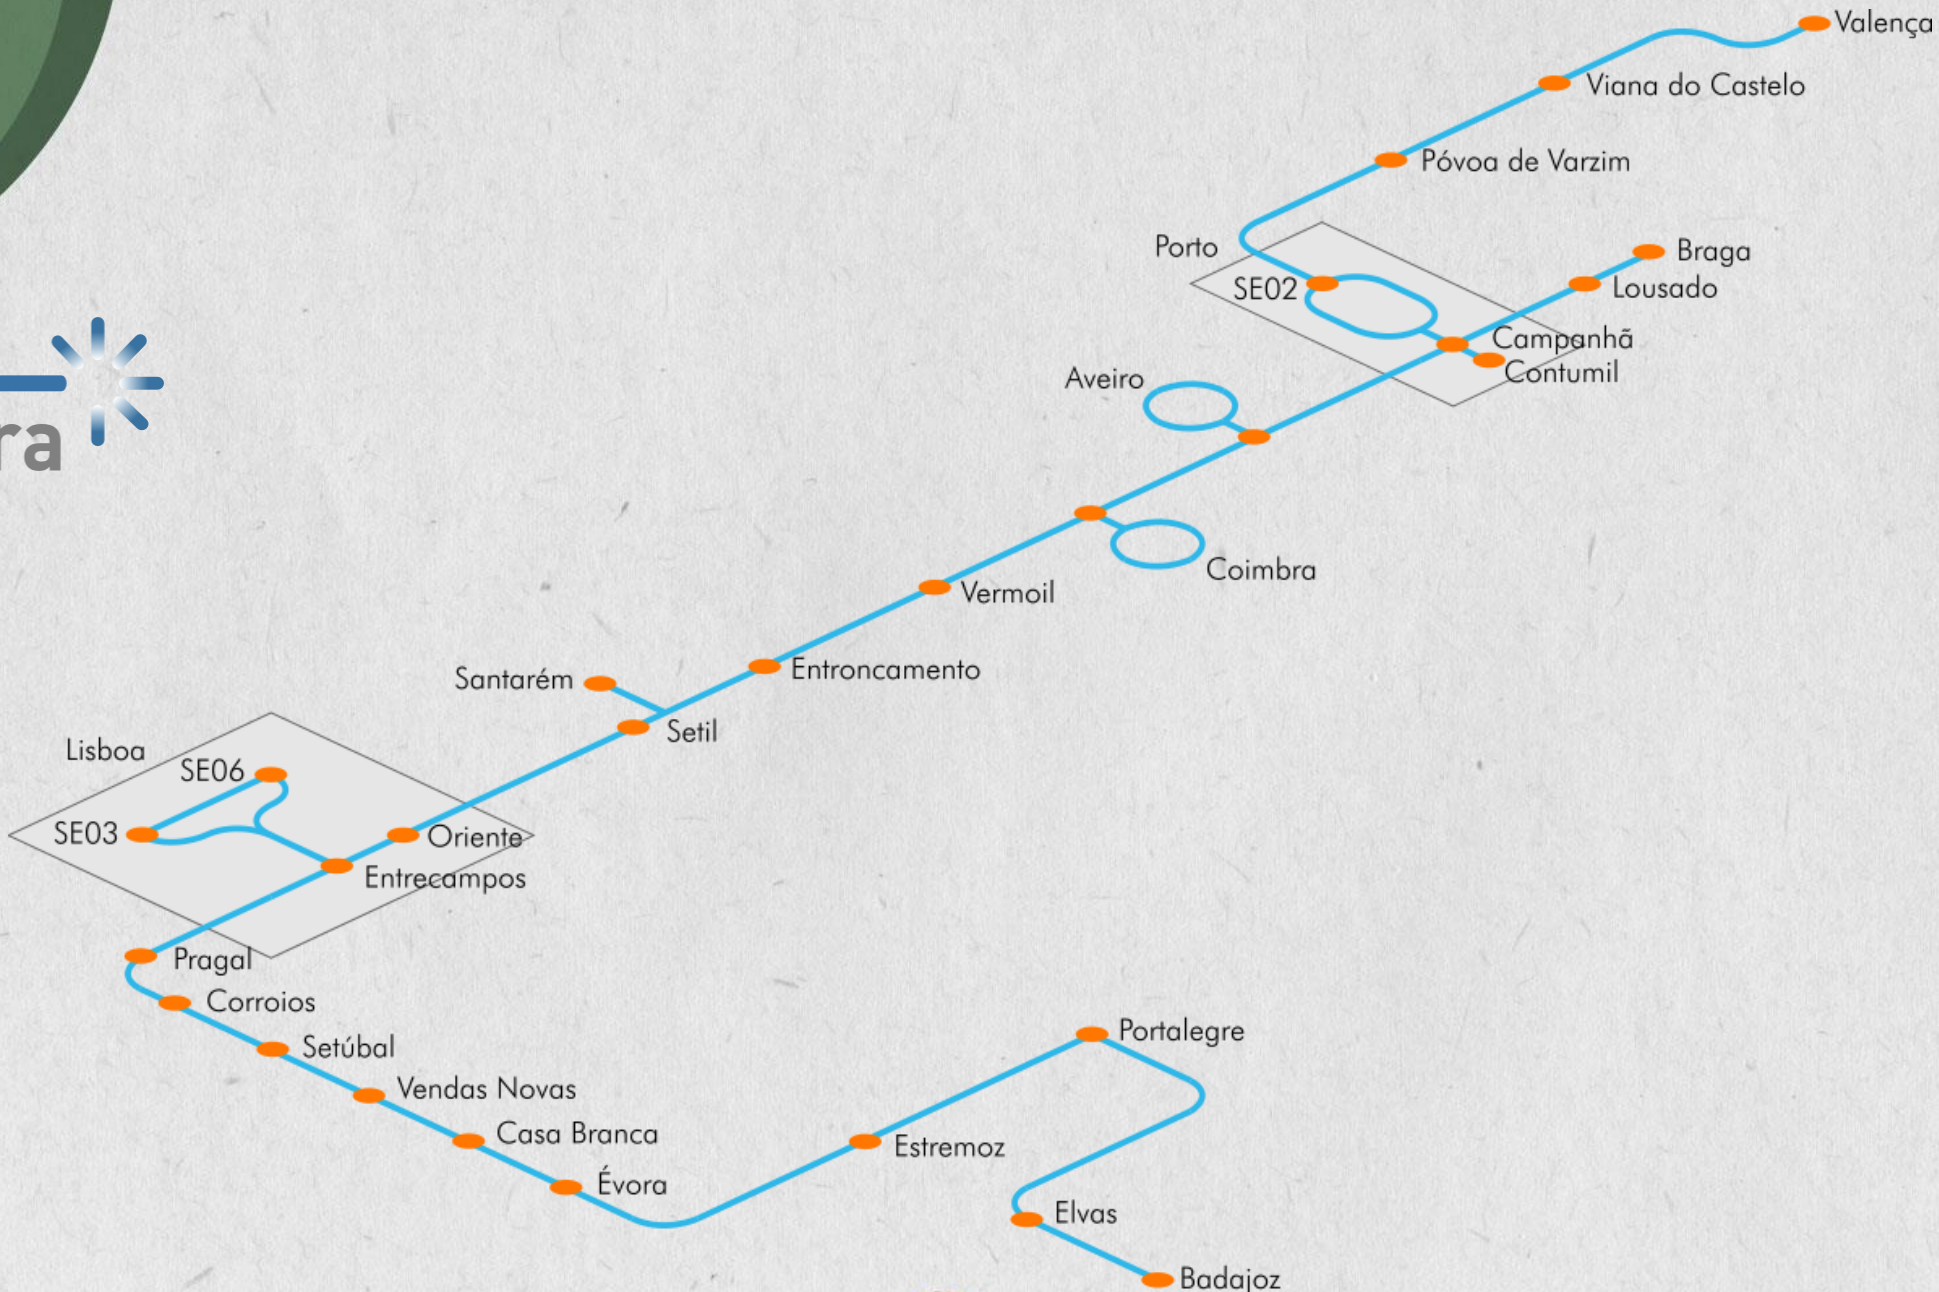 Valença
Viana do Castelo
Póvoa de Varzim
Porto
SE02
Braga
Lousado
Campanhã
Contumil
Aveiro
ra
Coimbra
Vermoil
Entroncamento
Santarém
Setil
Lisboa
SE06
SE03
Oriente
Entrecampos
Pragal
Corroios
Setúbal
Vendas Novas
Casa Branca
Évora
Portalegre
Estremoz
Elvas
Badajoz